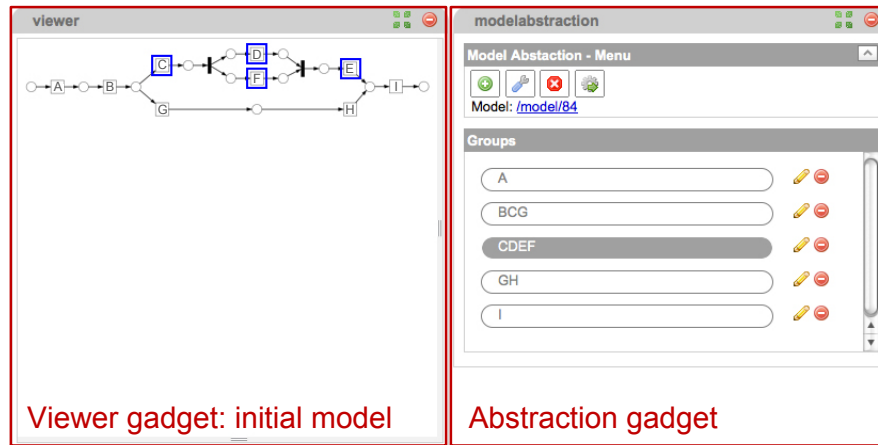 viewer
C
D
F
E
A
B
I
G
H
Viewer gadget: initial model
modelabstraction
Model Abstaction - Menu
Model: /model/84
Groups
A
BCG
CDEF
GH
I
Abstraction gadget